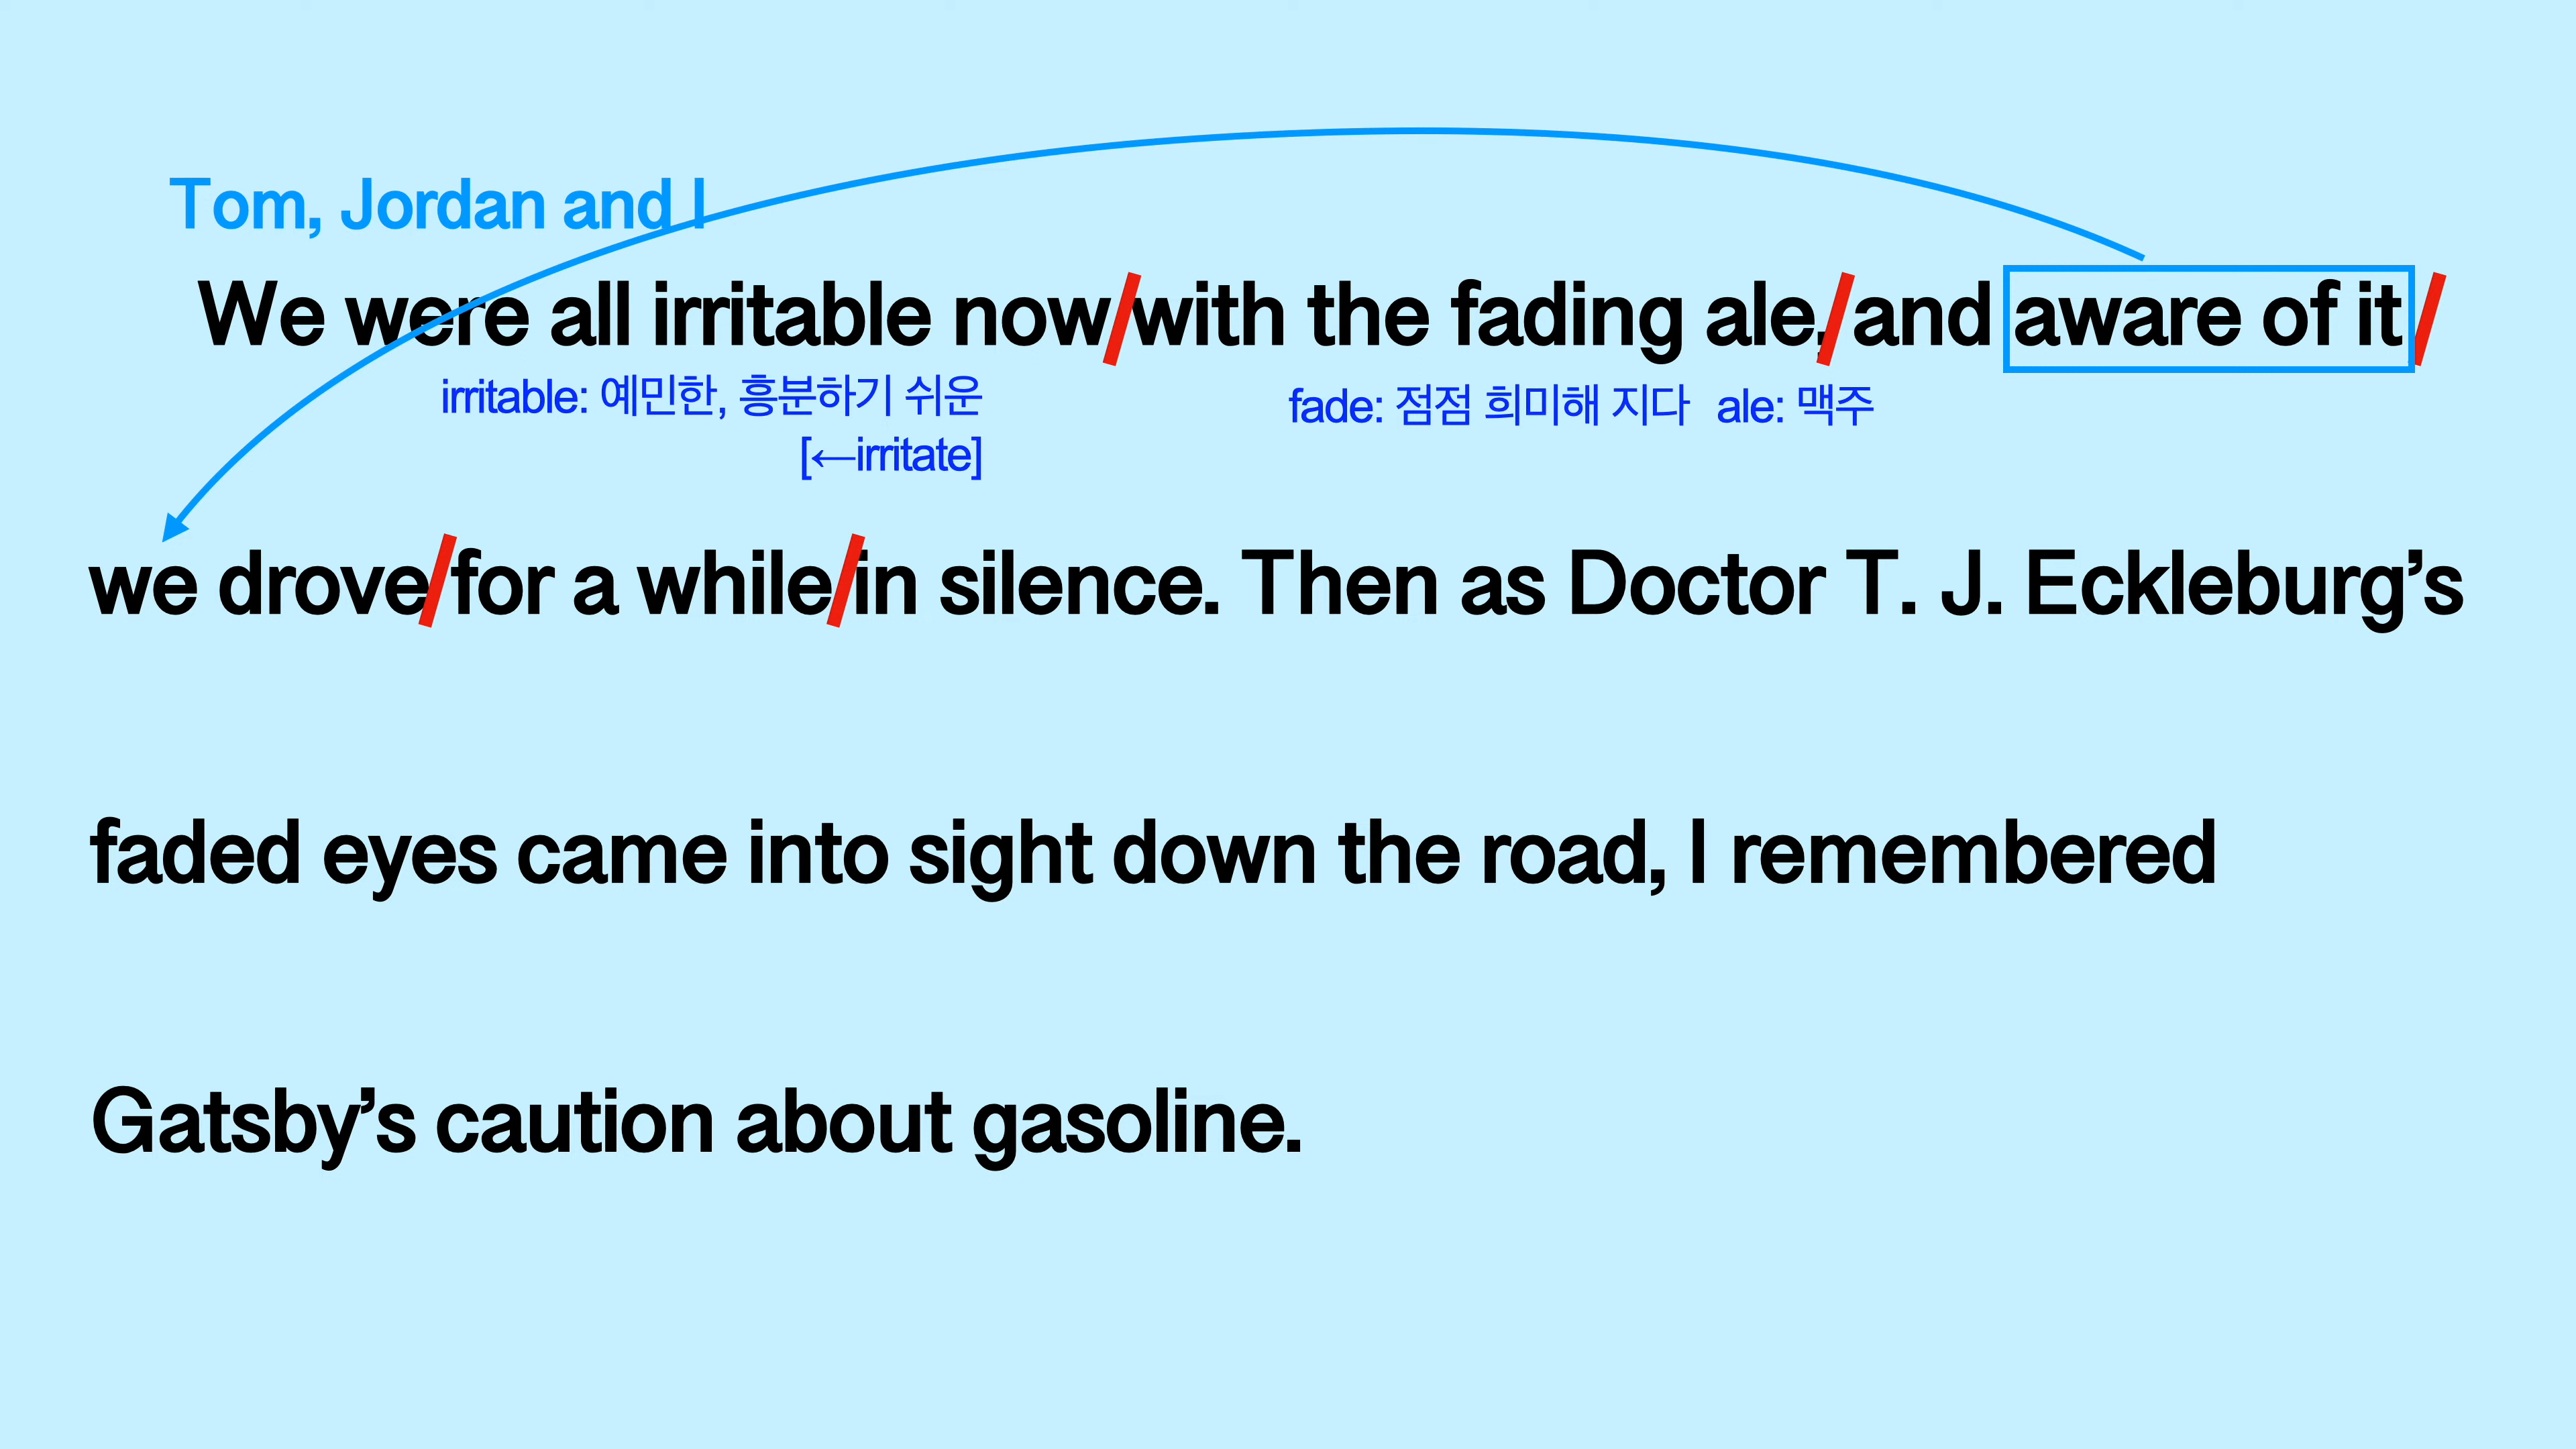 Tom, Jordan and I
We were all irritable now/with the fading ale,/and aware of it/
irritable: 예민한, 흥분하기 쉬운
fade: 점점 희미해 지다 ale: 맥주
[←irritate]
we drove/for a while/in silence. Then as Doctor T. J. Eckleburg’s
faded eyes came into sight down the road, I remembered
Gatsby’s caution about gasoline.